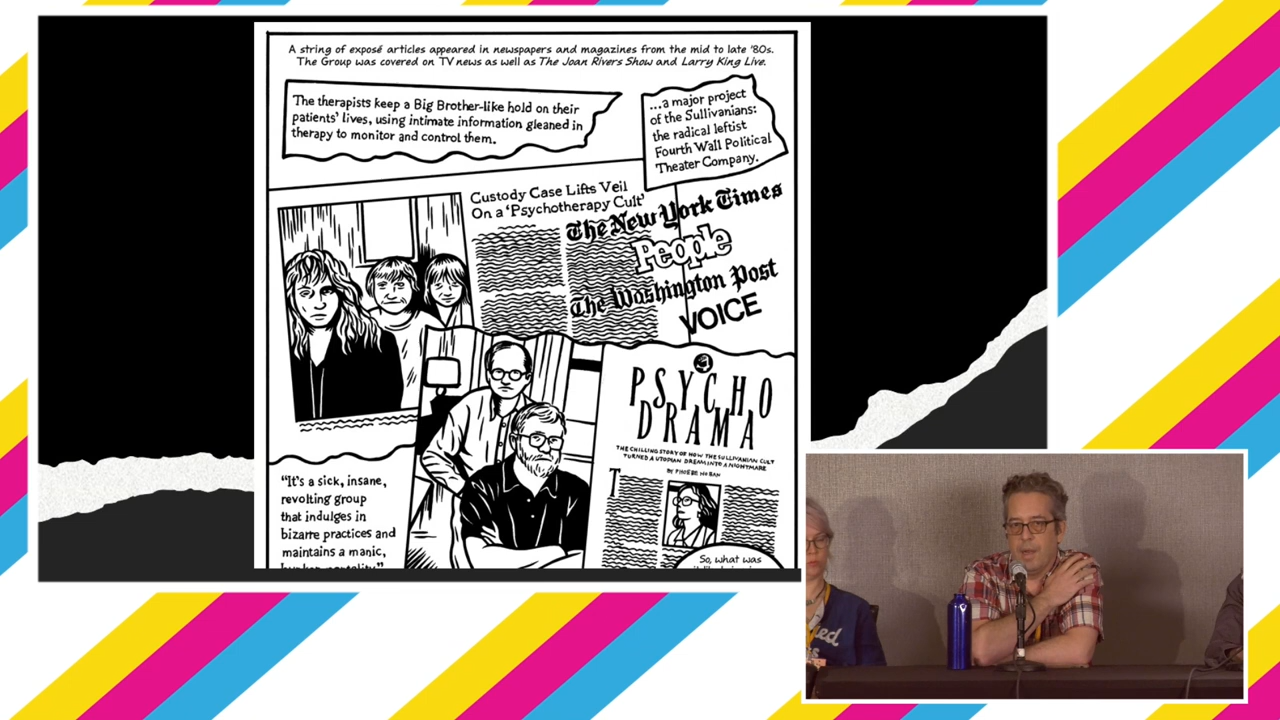 A string of exposé articles appeared in newspapers and magazines from the mid to late '80s.
The Group was covered on TV news as well as The Joan Rivers Show and Larry King Live.
The therapists keep a Big Brother-like hold on their
patients' lives, using intimate information gleaned in
therapy to monitor and control them.
...a major project
of the Sullivanians:
the radical leftist
Fourth Wall Political
Theater Company.
Custody Case Lifts Veil
On a 'Psychotherapy Cult'
The New York Times
People
The Washington Post
VOICE
PSYCHO
DRAMA
THE CHILLING STORY OF HOW THE SULLIVANIAN CULT
TURNED A UTOPIAN DREAM INTO A NIGHTMARE
BY PHOEBE HOBAN
T
"It's a sick, insane,
revolting group
that indulges in
bizarre practices and
maintains a manic,
So, what was